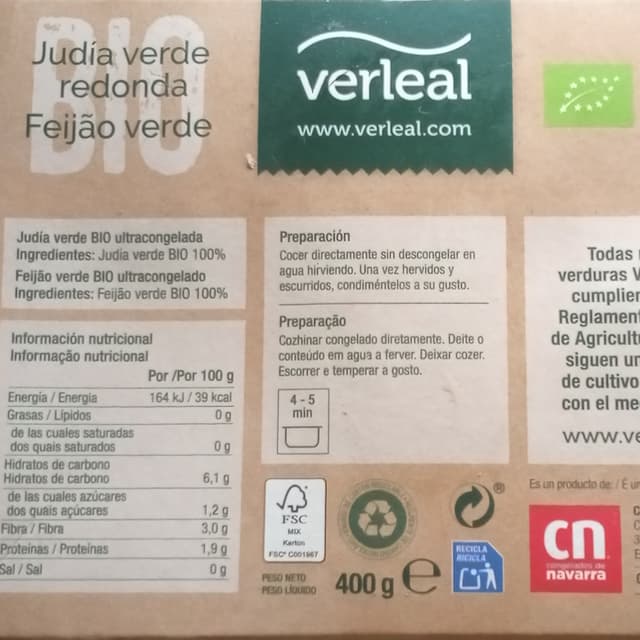 BIO
Judía verde
redonda
Feijão verde
verleal
www.verleal.com
Judía verde BIO ultracongelada
Ingredientes: Judía verde BIO 100%
Feijão verde BIO ultracongelado
Ingredientes: Feijão verde BIO 100%
Información nutricional
Informação nutricional
Por /Por 100 g
Energía / Energia 164 kJ / 39 kcal
Grasas / Lípidos 0 g
de las cuales saturadas
dos quais saturados 0 g
Hidratos de carbono
Hidratos de carbono 6,1 g
de las cuales azúcares
dos quais açúcares 1,2 g
Fibra / Fibra 3,0 g
Proteínas / Proteínas 1,9 g
Sal / Sal 0 g
Preparación
Cocer directamente sin descongelar en
agua hirviendo. Una vez hervidos y
escurridos, condiméntelos a su gusto.
Preparação
Cozhinar congelado diretamente. Deite o
conteúdo em agua a ferver. Deixar cozer.
Escorrer e temperar a gosto.
4 - 5
min
FSC
MIX
Karton
FSC® C001667
®
PESO NETO
PESO LÍQUIDO
400 g e
RECICLA
RICICLA
Todas
verduras V
cumplier
Reglament
de Agricultu
siguen un
de cultivo
con el me
www.ve
Es un producto de: / É un
cn
congelados de
navarra